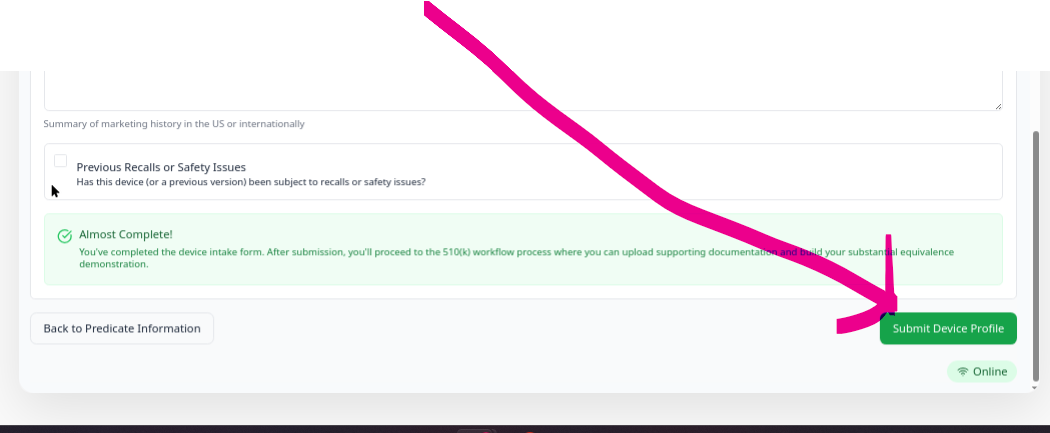 Summary of marketing history in the US or internationally
Previous Recalls or Safety Issues
Has this device (or a previous version) been subject to recalls or safety issues?
Almost Complete!
You've completed the device intake form. After submission, you'll proceed to the 510(k) workflow process where you can upload supporting documentation and build your substantial equivalence
demonstration.
Back to Predicate Information
Submit Device Profile
Online